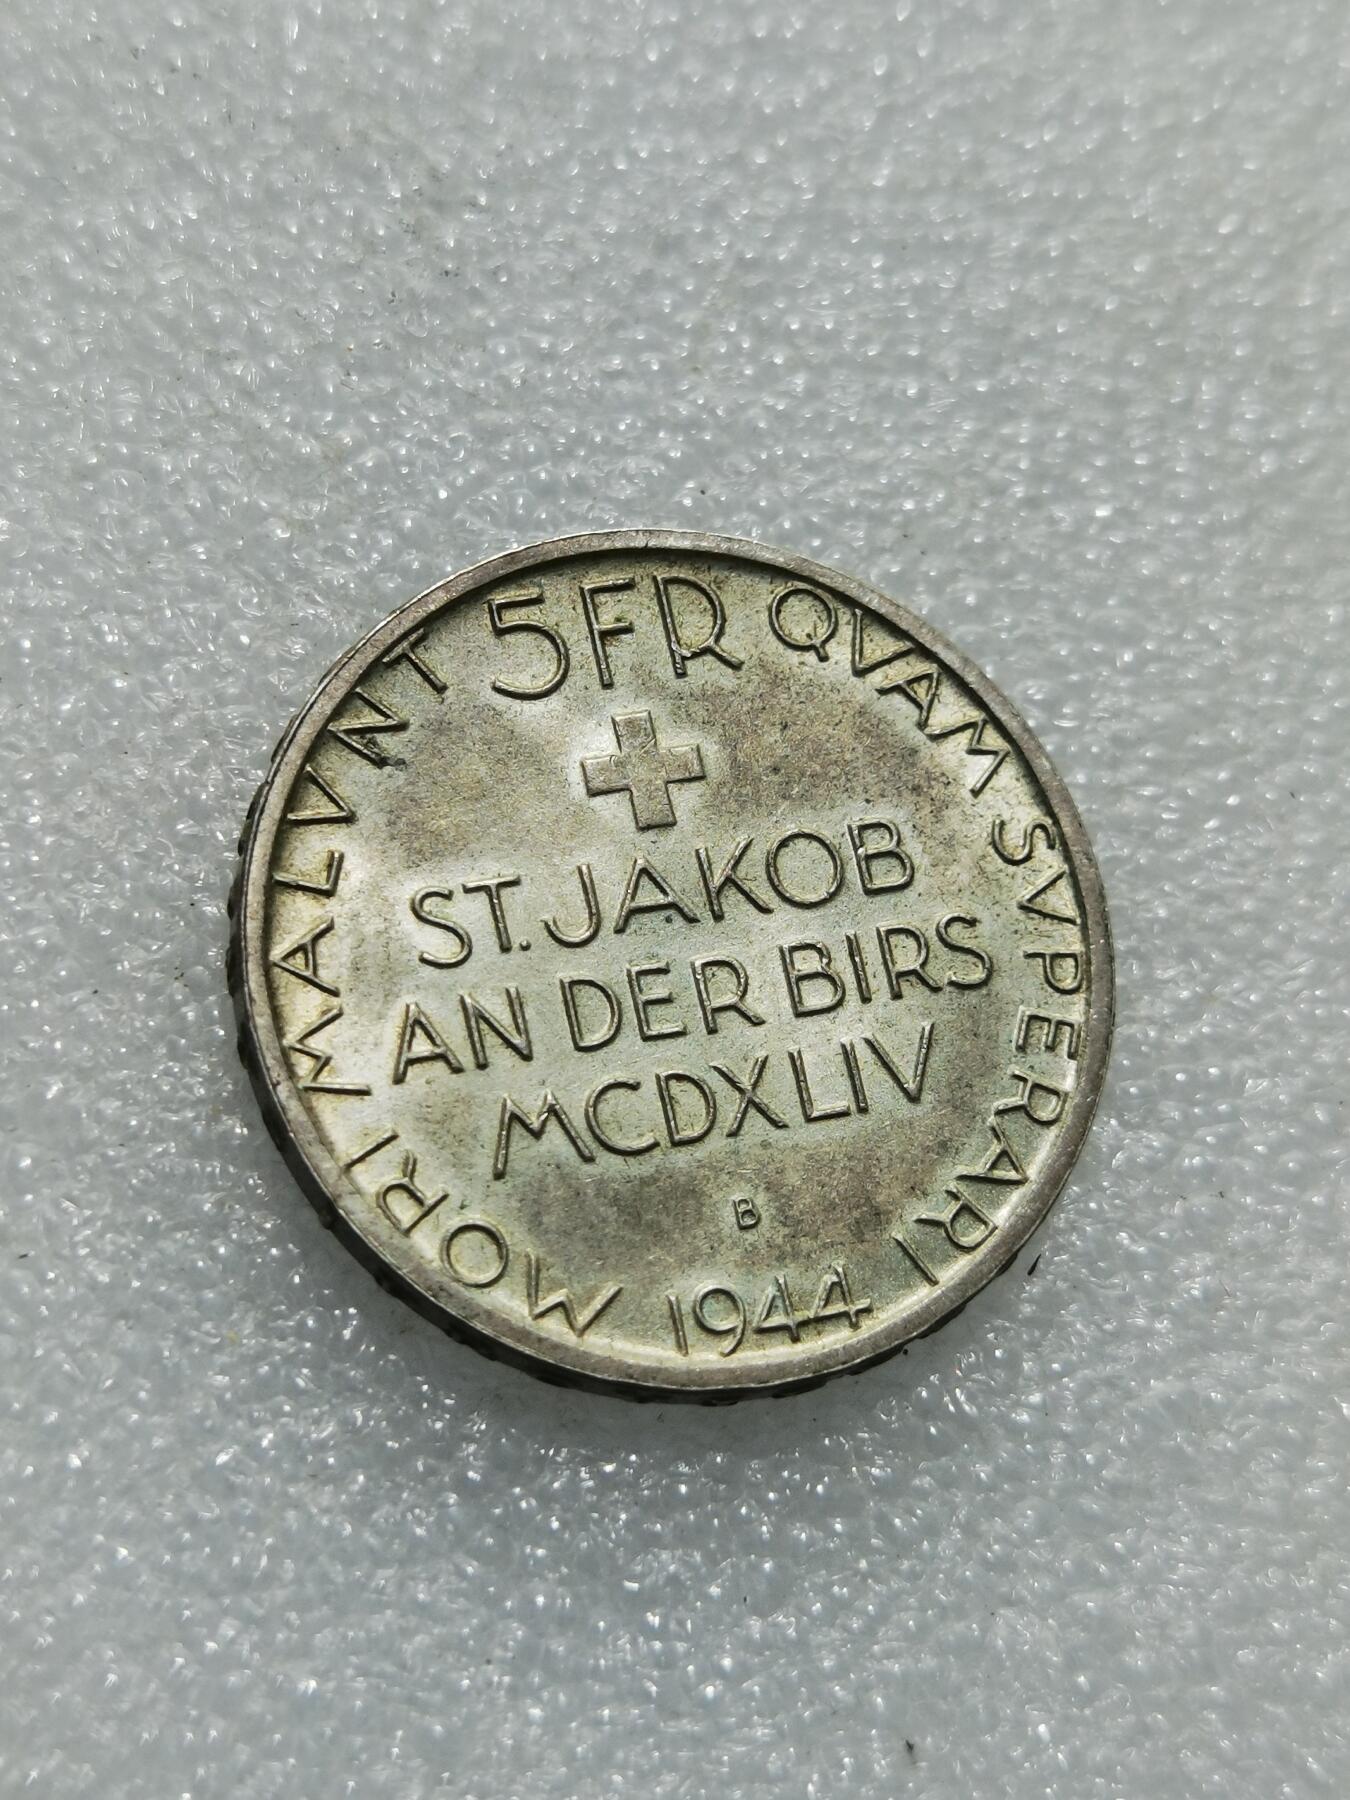 5FR
MORI MALVNT QVAM SVPERARI
ST. JAKOB
AN DER BIRS
MCDXLIV
B
1944